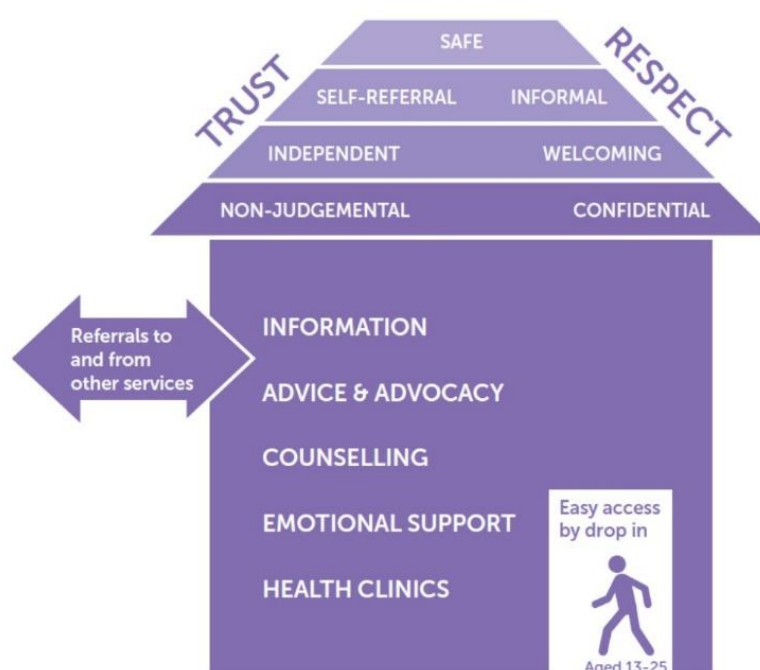 SAFE
TRUST
RESPECT
SELF-REFERRAL INFORMAL
INDEPENDENT WELCOMING
NON-JUDGEMENTAL CONFIDENTIAL
Referrals to
and from
other services
INFORMATION
ADVICE & ADVOCACY
COUNSELLING
EMOTIONAL SUPPORT
HEALTH CLINICS
Easy access
by drop in
Aged 13-25